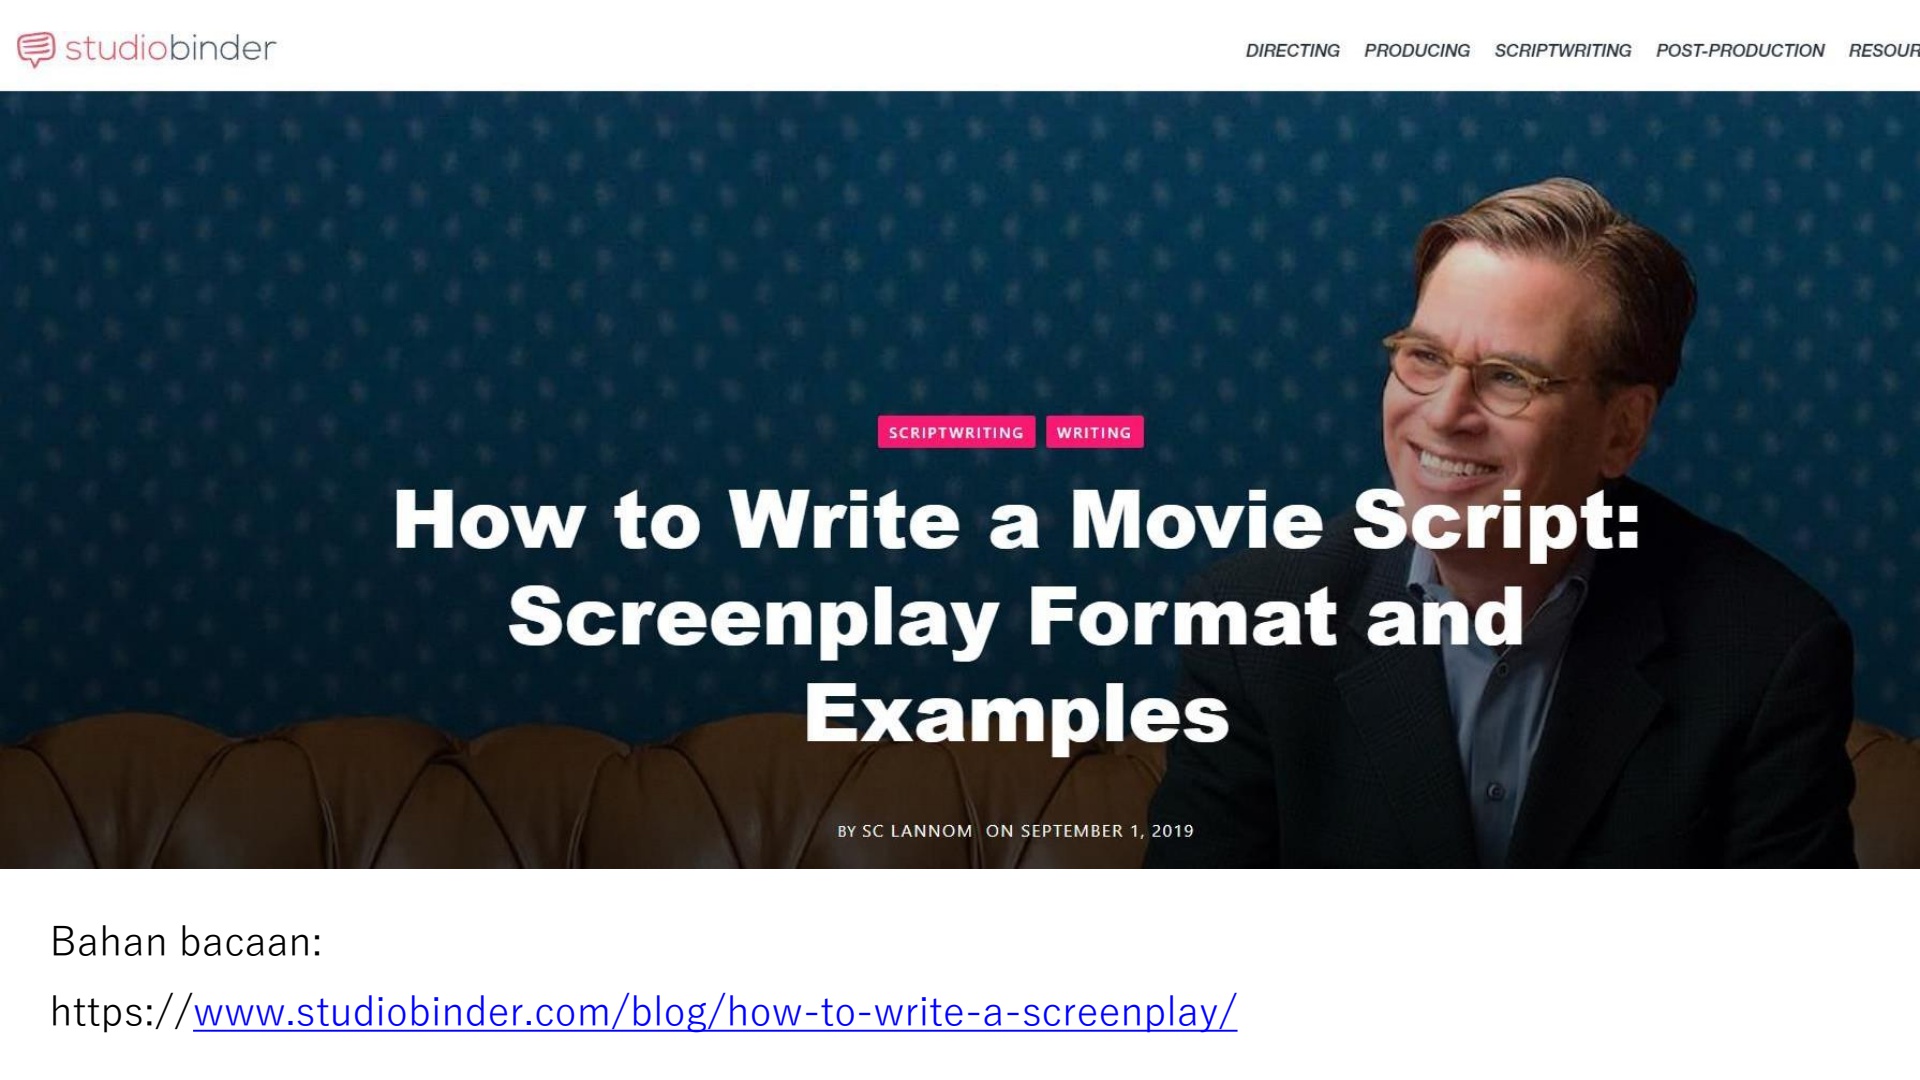 studiobinder
DIRECTING PRODUCING SCRIPTWRITING POST-PRODUCTION RESOUR
SCRIPTWRITING WRITING
How to Write a Movie Script:
Screenplay Format and
Examples
BY SC LANNOM ON SEPTEMBER 1, 2019
Bahan bacaan:
https://www.studiobinder.com/blog/how-to-write-a-screenplay/